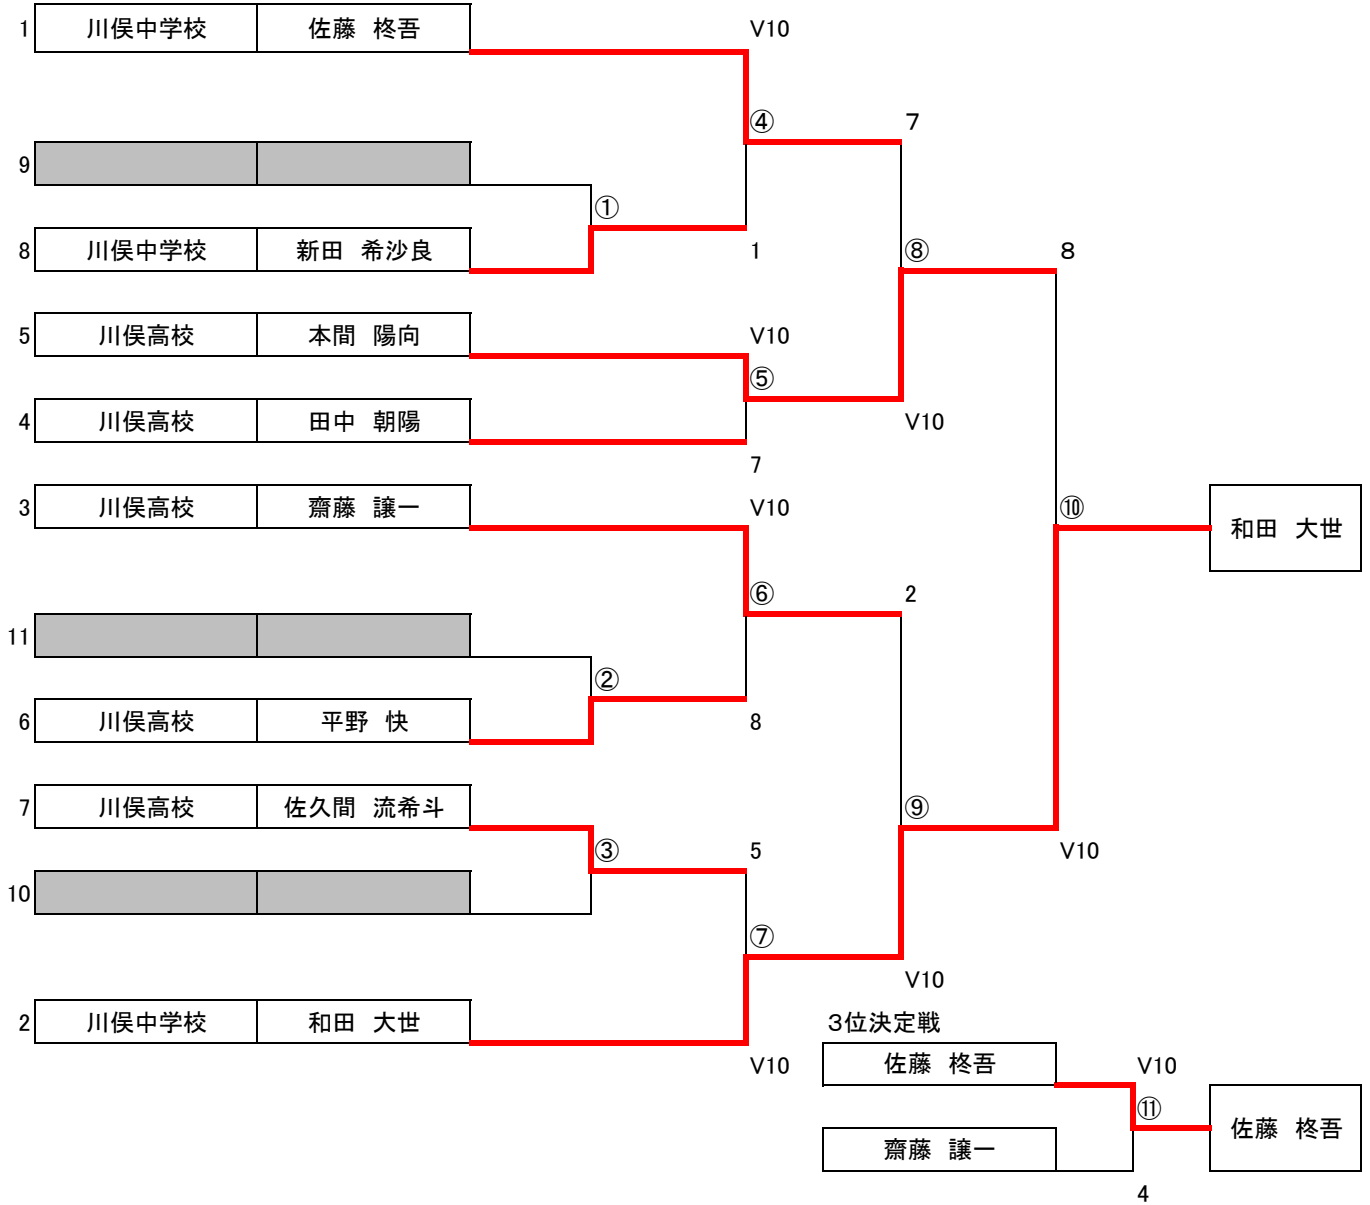 1 川俣中学校 佐藤 柊吾 V10
④ 7
9
①
8 川俣中学校 新田 希沙良 1 ⑧ 8
5 川俣高校 本間 陽向 V10
⑤
4 川俣高校 田中 朝陽 V10
7
3 川俣高校 齋藤 譲一 V10 ⑩
和田 大世
⑥ 2
11
②
6 川俣高校 平野 快 8
7 川俣高校 佐久間 流希斗 ⑨
③ 5 V10
10
⑦
V10
2 川俣中学校 和田 大世 3位決定戦
V10 佐藤 柊吾 V10
⑪
佐藤 柊吾
齋藤 譲一
4